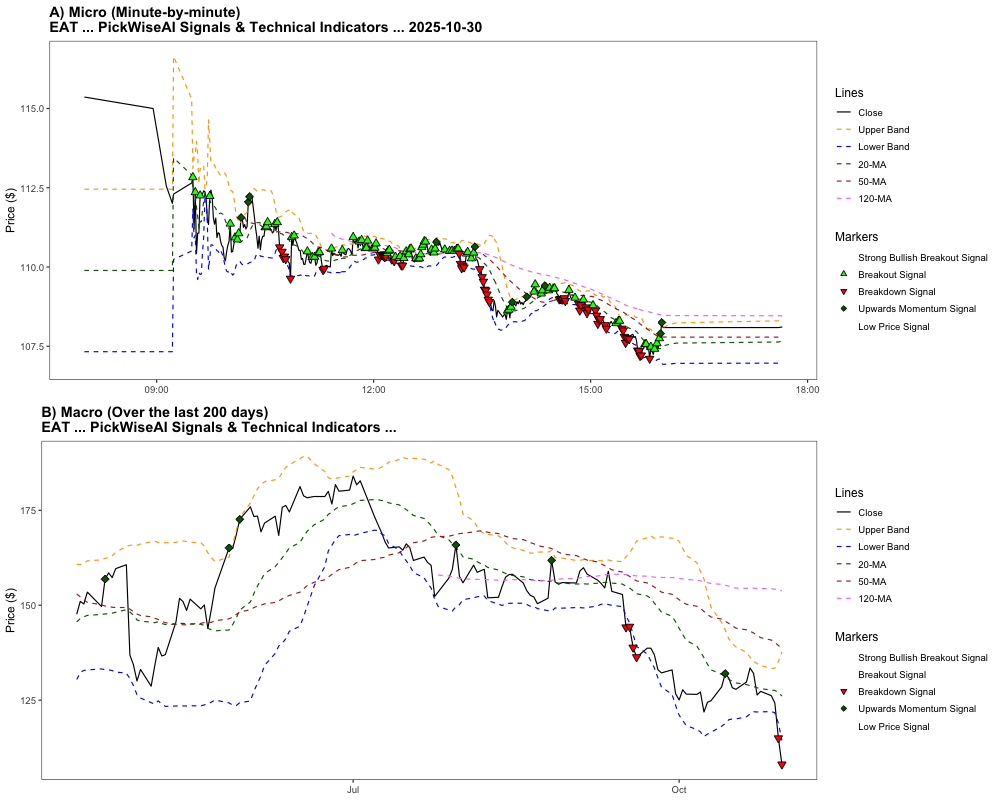 A) Micro (Minute-by-minute)
EAT ... PickWiseAI Signals & Technical Indicators ... 2025-10-30
Price ($)
115.0
112.5
110.0
107.5
09:00
12:00
15:00
18:00
Lines
Close
Upper Band
Lower Band
20-MA
50-MA
120-MA
Markers
Strong Bullish Breakout Signal
Breakout Signal
Breakdown Signal
Upwards Momentum Signal
Low Price Signal
B) Macro (Over the last 200 days)
EAT ... PickWiseAI Signals & Technical Indicators ...
Price ($)
175
150
125
Jul
Oct
Lines
Close
Upper Band
Lower Band
20-MA
50-MA
120-MA
Markers
Strong Bullish Breakout Signal
Breakout Signal
Breakdown Signal
Upwards Momentum Signal
Low Price Signal